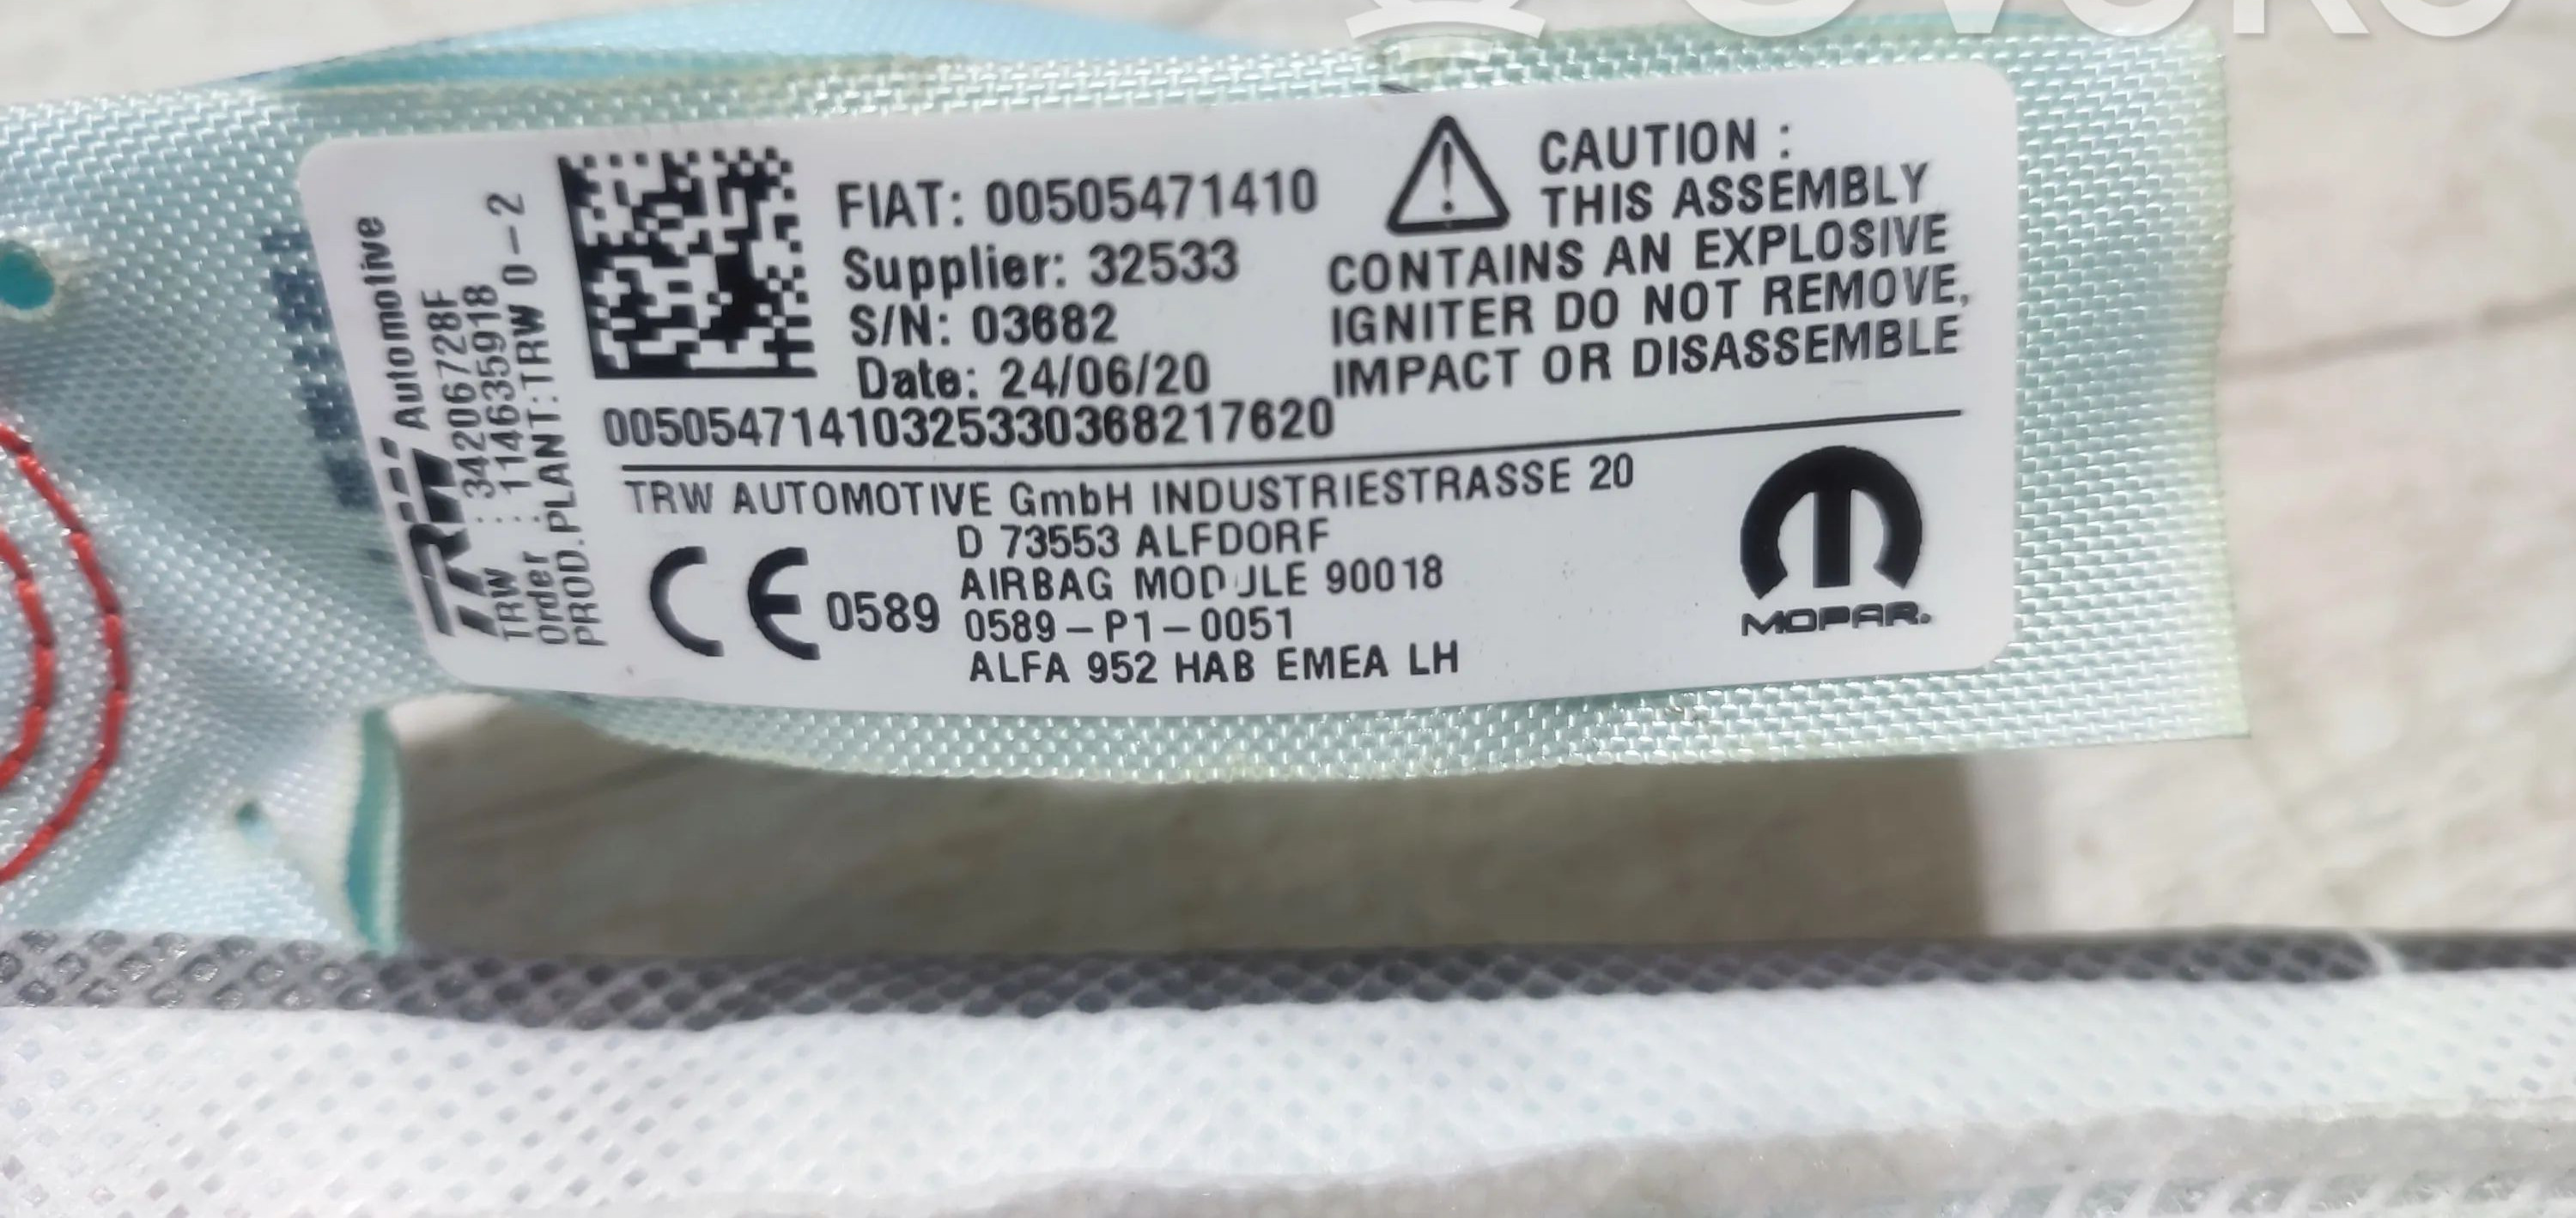 TRW Automotive
TRW : 34206728F
Order : 114635918
PROD.PLANT:TRW 0-2
FIAT: 00505471410
Supplier: 32533
S/N: 03682
Date: 24/06/20
00505471410325330368217620
CAUTION :
THIS ASSEMBLY
CONTAINS AN EXPLOSIVE
IGNITER DO NOT REMOVE,
IMPACT OR DISASSEMBLE
TRW AUTOMOTIVE GmbH INDUSTRIESTRASSE 20
D 73553 ALFDORF
AIRBAG MODULE 90018
CE 0589
0589-P1-0051
ALFA 952 HAB EMEA LH
MOPAR.